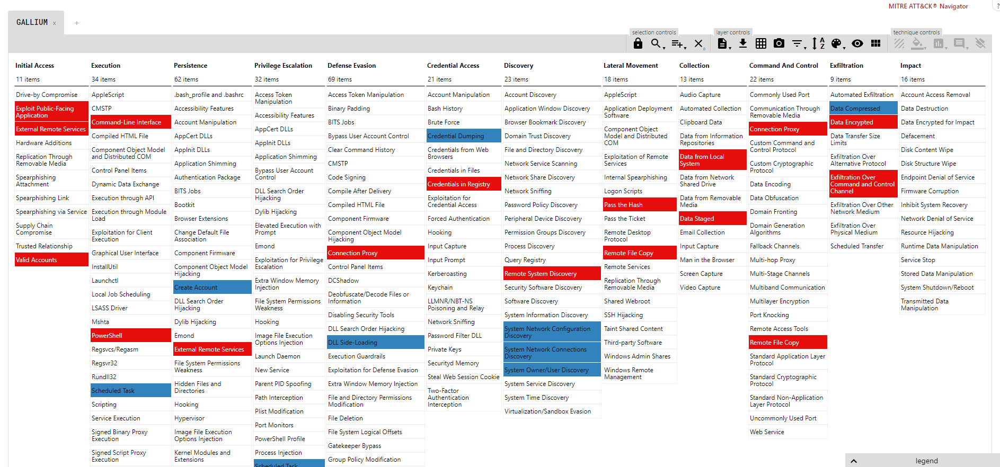 MITRE ATT&CK® Navigator
?
GALLIUM x
+
selection controls
layer controls
technique controls
0
A
Z
Initial Access
11 items
Drive-by Compromise
Exploit Public-Facing
Application
External Remote Services
Hardware Additions
Replication Through
Removable Media
Spearphishing
Attachment
Spearphishing Link
Spearphishing via Service
Supply Chain
Compromise
Trusted Relationship
Valid Accounts
Execution
34 items
AppleScript
CMSTP
Command-Line Interface
Compiled HTML File
Component Object Model
and Distributed COM
Control Panel Items
Dynamic Data Exchange
Execution through API
Execution through Module
Load
Exploitation for Client
Execution
Graphical User Interface
InstallUtil
Launchctl
Local Job Scheduling
LSASS Driver
Mshta
PowerShell
Regsvcs/Regasm
Regsvr32
Rundll32
Scheduled Task
Scripting
Service Execution
Signed Binary Proxy
Execution
Signed Script Proxy
Execution
Persistence
62 items
.bash_profile and .bashrc
Accessibility Features
Account Manipulation
AppCert DLLs
AppInit DLLs
Application Shimming
Authentication Package
BITS Jobs
Bootkit
Browser Extensions
Change Default File
Association
Component Firmware
Component Object Model
Hijacking
Create Account
DLL Search Order
Hijacking
Dylib Hijacking
Emond
External Remote Services
File System Permissions
Weakness
Hidden Files and
Directories
Hooking
Hypervisor
Image File Execution
Options Injection
Kernel Modules and
Extensions
Privilege Escalation
32 items
Access Token
Manipulation
Accessibility Features
AppCert DLLs
AppInit DLLs
Application Shimming
Bypass User Account
Control
DLL Search Order
Hijacking
Dylib Hijacking
Elevated Execution with
Prompt
Emond
Exploitation for Privilege
Escalation
Extra Window Memory
Injection
File System Permissions
Weakness
Hooking
Image File Execution
Options Injection
Launch Daemon
New Service
Parent PID Spoofing
Path Interception
Plist Modification
Port Monitors
PowerShell Profile
Process Injection
Scheduled Task
Defense Evasion
69 items
Access Token Manipulation
Binary Padding
BITS Jobs
Bypass User Account Control
Clear Command History
CMSTP
Code Signing
Compile After Delivery
Compiled HTML File
Component Firmware
Component Object Model
Hijacking
Connection Proxy
Control Panel Items
DCShadow
Deobfuscate/Decode Files or
Information
Disabling Security Tools
DLL Search Order Hijacking
DLL Side-Loading
Execution Guardrails
Exploitation for Defense Evasion
Extra Window Memory Injection
File and Directory Permissions
Modification
File Deletion
File System Logical Offsets
Gatekeeper Bypass
Group Policy Modification
Credential Access
21 items
Account Manipulation
Bash History
Brute Force
Credential Dumping
Credentials from Web
Browsers
Credentials in Files
Credentials in Registry
Exploitation for
Credential Access
Forced Authentication
Hooking
Input Capture
Input Prompt
Kerberoasting
Keychain
LLMNR/NBT-NS
Poisoning and Relay
Network Sniffing
Password Filter DLL
Private Keys
Securityd Memory
Steal Web Session Cookie
Two-Factor
Authentication
Interception
Discovery
23 items
Account Discovery
Application Window Discovery
Browser Bookmark Discovery
Domain Trust Discovery
File and Directory Discovery
Network Service Scanning
Network Share Discovery
Network Sniffing
Password Policy Discovery
Peripheral Device Discovery
Permission Groups Discovery
Process Discovery
Query Registry
Remote System Discovery
Security Software Discovery
Software Discovery
System Information Discovery
System Network Configuration
Discovery
System Network Connections
Discovery
System Owner/User Discovery
System Service Discovery
System Time Discovery
Virtualization/Sandbox Evasion
Lateral Movement
18 items
AppleScript
Application Deployment
Software
Component Object
Model and Distributed
COM
Exploitation of Remote
Services
Internal Spearphishing
Logon Scripts
Pass the Hash
Pass the Ticket
Remote Desktop
Protocol
Remote File Copy
Remote Services
Replication Through
Removable Media
Shared Webroot
SSH Hijacking
Taint Shared Content
Third-party Software
Windows Admin Shares
Windows Remote
Management
Collection
13 items
Audio Capture
Automated Collection
Clipboard Data
Data from Information
Repositories
Data from Local
System
Data from Network
Shared Drive
Data from Removable
Media
Data Staged
Email Collection
Input Capture
Man in the Browser
Screen Capture
Video Capture
Command And Control
22 items
Commonly Used Port
Communication Through
Removable Media
Connection Proxy
Custom Command and
Control Protocol
Custom Cryptographic
Protocol
Data Encoding
Data Obfuscation
Domain Fronting
Domain Generation
Algorithms
Fallback Channels
Multi-hop Proxy
Multi-Stage Channels
Multiband Communication
Multilayer Encryption
Port Knocking
Remote Access Tools
Remote File Copy
Standard Application Layer
Protocol
Standard Cryptographic
Protocol
Standard Non-Application
Layer Protocol
Uncommonly Used Port
Web Service
Exfiltration
9 items
Automated Exfiltration
Data Compressed
Data Encrypted
Data Transfer Size
Limits
Exfiltration Over
Alternative Protocol
Exfiltration Over
Command and Control
Channel
Exfiltration Over Other
Network Medium
Exfiltration Over
Physical Medium
Scheduled Transfer
Impact
16 items
Account Access Removal
Data Destruction
Data Encrypted for Impact
Defacement
Disk Content Wipe
Disk Structure Wipe
Endpoint Denial of Service
Firmware Corruption
Inhibit System Recovery
Network Denial of Service
Resource Hijacking
Runtime Data Manipulation
Service Stop
Stored Data Manipulation
System Shutdown/Reboot
Transmitted Data
Manipulation
legend